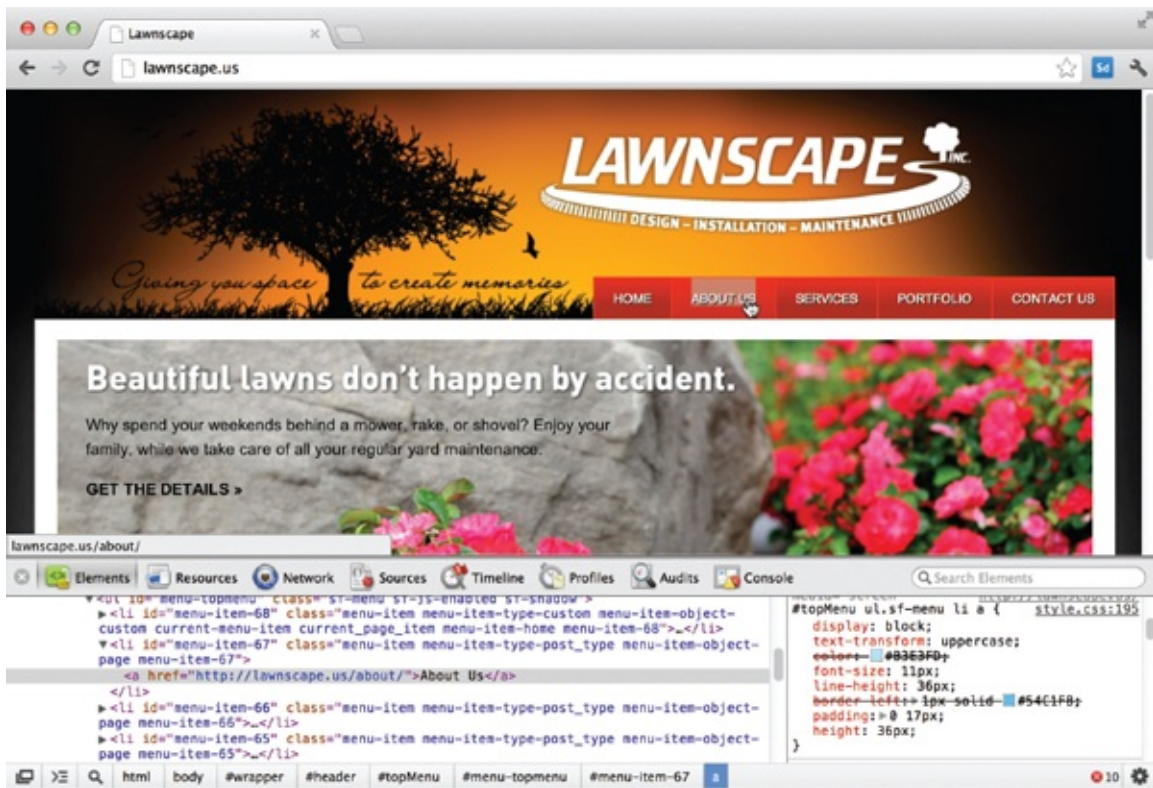 Lawnscape
lawnscape.us
Sd
LAWNSCAPE INC.
DESIGN – INSTALLATION – MAINTENANCE
Giving you space to create memories
HOME ABOUT US SERVICES PORTFOLIO CONTACT US
Beautiful lawns don't happen by accident.
Why spend your weekends behind a mower, rake, or shovel? Enjoy your
family, while we take care of all your regular yard maintenance.
GET THE DETAILS »
lawnscape.us/about/
Elements Resources Network Sources Timeline Profiles Audits Console Search Elements
▼<ul id="menu-topmenu" class="sf-menu sf-js-enabled sf-shadow">
▶<li id="menu-item-68" class="menu-item menu-item-type-custom menu-item-object-
custom current-menu-item current_page_item menu-item-home menu-item-68">…</li>
▼<li id="menu-item-67" class="menu-item menu-item-type-post_type menu-item-object-
page menu-item-67">
<a href="http://lawnscape.us/about/">About Us</a>
</li>
▶<li id="menu-item-66" class="menu-item menu-item-type-post_type menu-item-object-
page menu-item-66">…</li>
▶<li id="menu-item-65" class="menu-item menu-item-type-post_type menu-item-object-
page menu-item-65">…</li>
media="screen"
#topMenu ul.sf-menu li a { style.css:195
display: block;
text-transform: uppercase;
color: #B3E3FD;
font-size: 11px;
line-height: 36px;
border-left:▶ 1px solid #54C1FB;
padding:▶ 0 17px;
height: 36px;
}
html body #wrapper #header #topMenu #menu-topmenu #menu-item-67 a 10